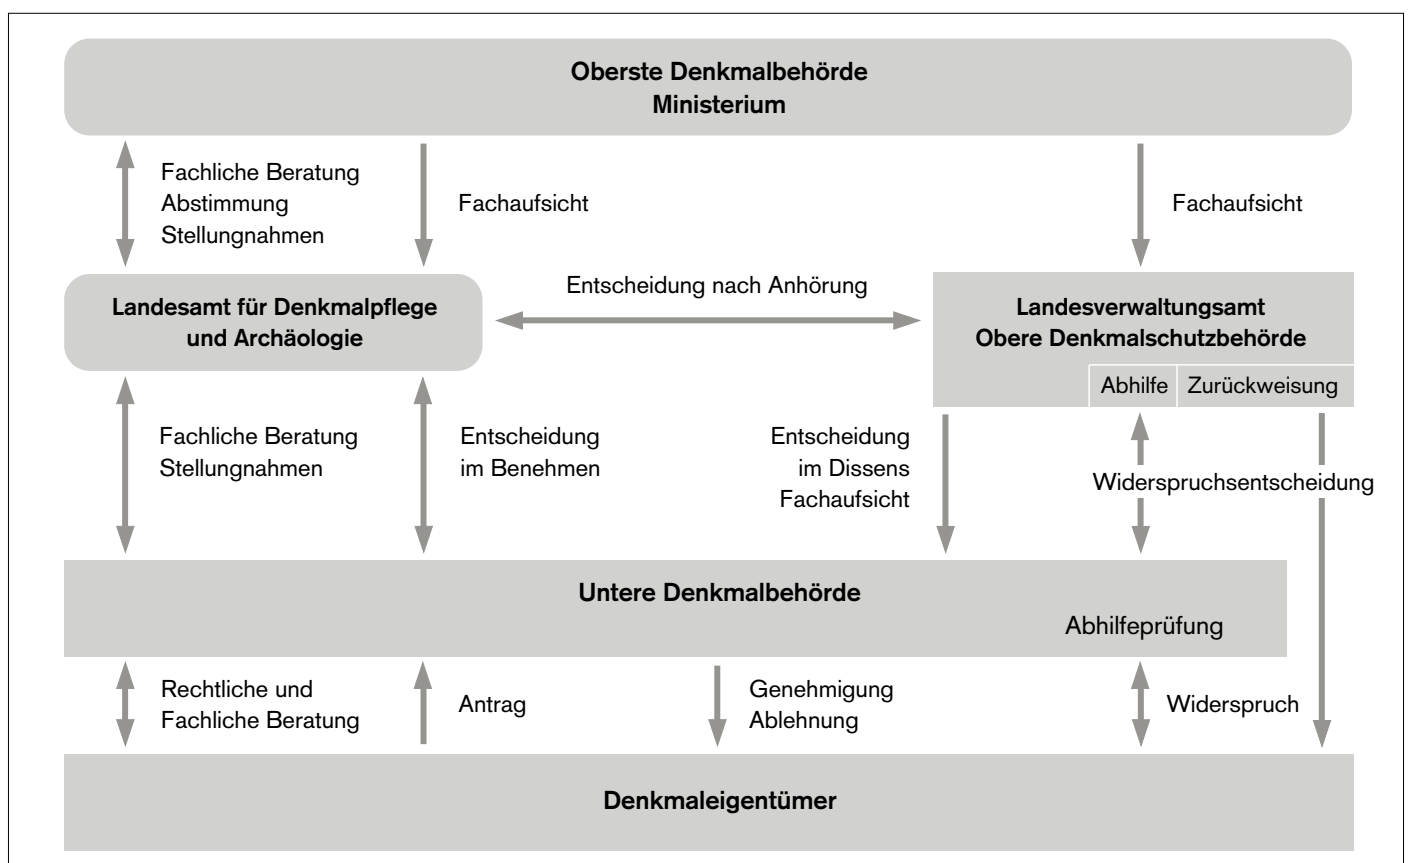 Oberste Denkmalbehörde
Ministerium
Fachliche Beratung
Abstimmung
Stellungnahmen
Fachaufsicht
Fachaufsicht
Landesamt für Denkmalpflege
und Archäologie
Entscheidung nach Anhörung
Landesverwaltungsamt
Obere Denkmalschutzbehörde
Abhilfe
Zurückweisung
Fachliche Beratung
Stellungnahmen
Entscheidung
im Benehmen
Entscheidung
im Dissens
Fachaufsicht
Widerspruchsentscheidung
Untere Denkmalbehörde
Abhilfeprüfung
Rechtliche und
Fachliche Beratung
Antrag
Genehmigung
Ablehnung
Widerspruch
Denkmaleigentümer